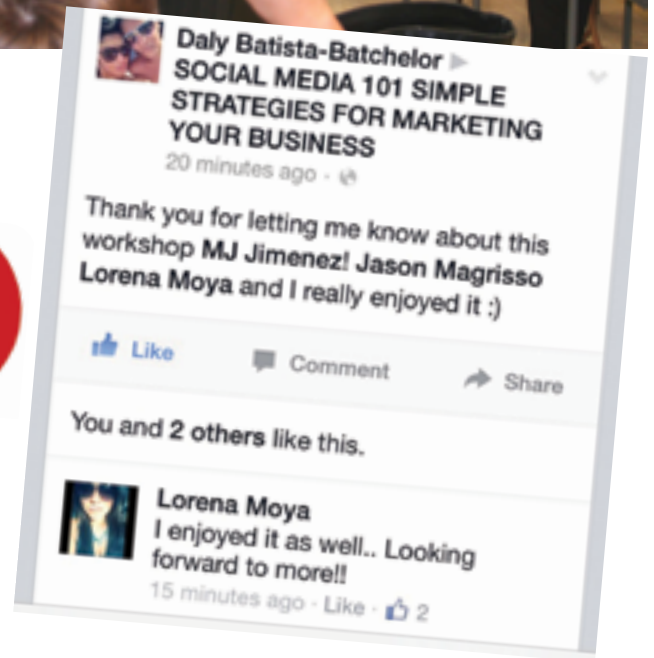 Daly Batista-Batchelor
SOCIAL MEDIA 101 SIMPLE
STRATEGIES FOR MARKETING
YOUR BUSINESS
20 minutes ago ·
Thank you for letting me know about this
workshop MJ Jimenez! Jason Magrisso
Lorena Moya and I really enjoyed it :)
Like Comment Share
You and 2 others like this.
Lorena Moya
I enjoyed it as well.. Looking
forward to more!!
15 minutes ago · Like · 2